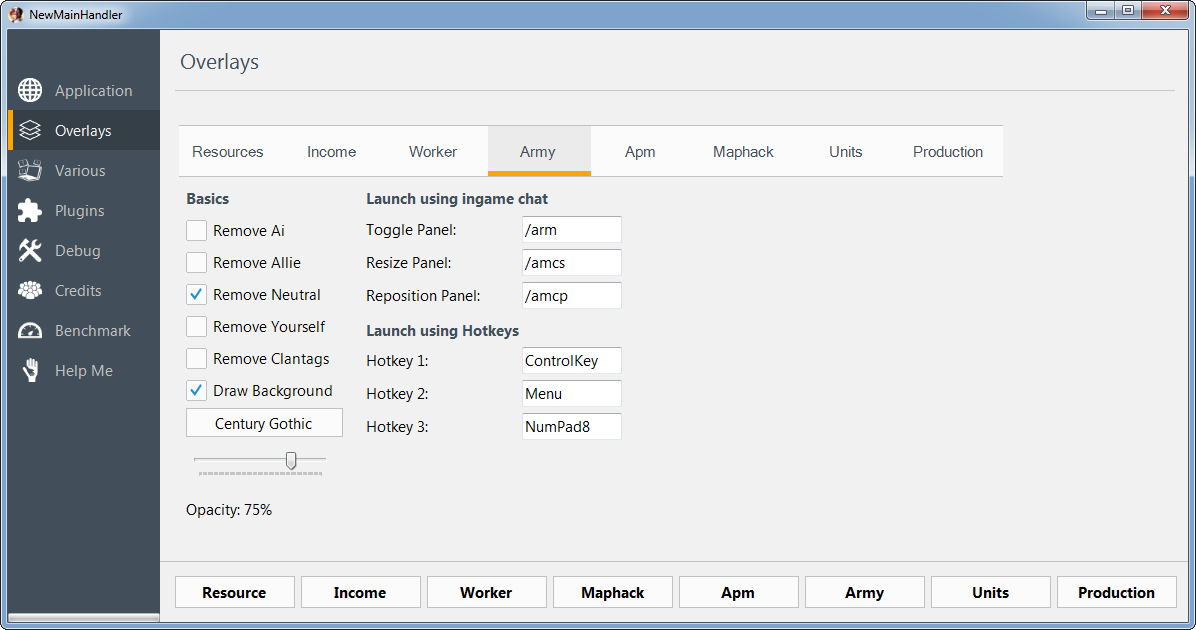 NewMainHandler
Application
Overlays
Various
Plugins
Debug
Credits
Benchmark
Help Me
Overlays
Resources Income Worker Army Apm Maphack Units Production
Basics
Remove Ai
Remove Allie
Remove Neutral
Remove Yourself
Remove Clantags
Draw Background
Century Gothic
Opacity: 75%
Launch using ingame chat
Toggle Panel: /arm
Resize Panel: /amcs
Reposition Panel: /amcp
Launch using Hotkeys
Hotkey 1: ControlKey
Hotkey 2: Menu
Hotkey 3: NumPad8
Resource Income Worker Maphack Apm Army Units Production